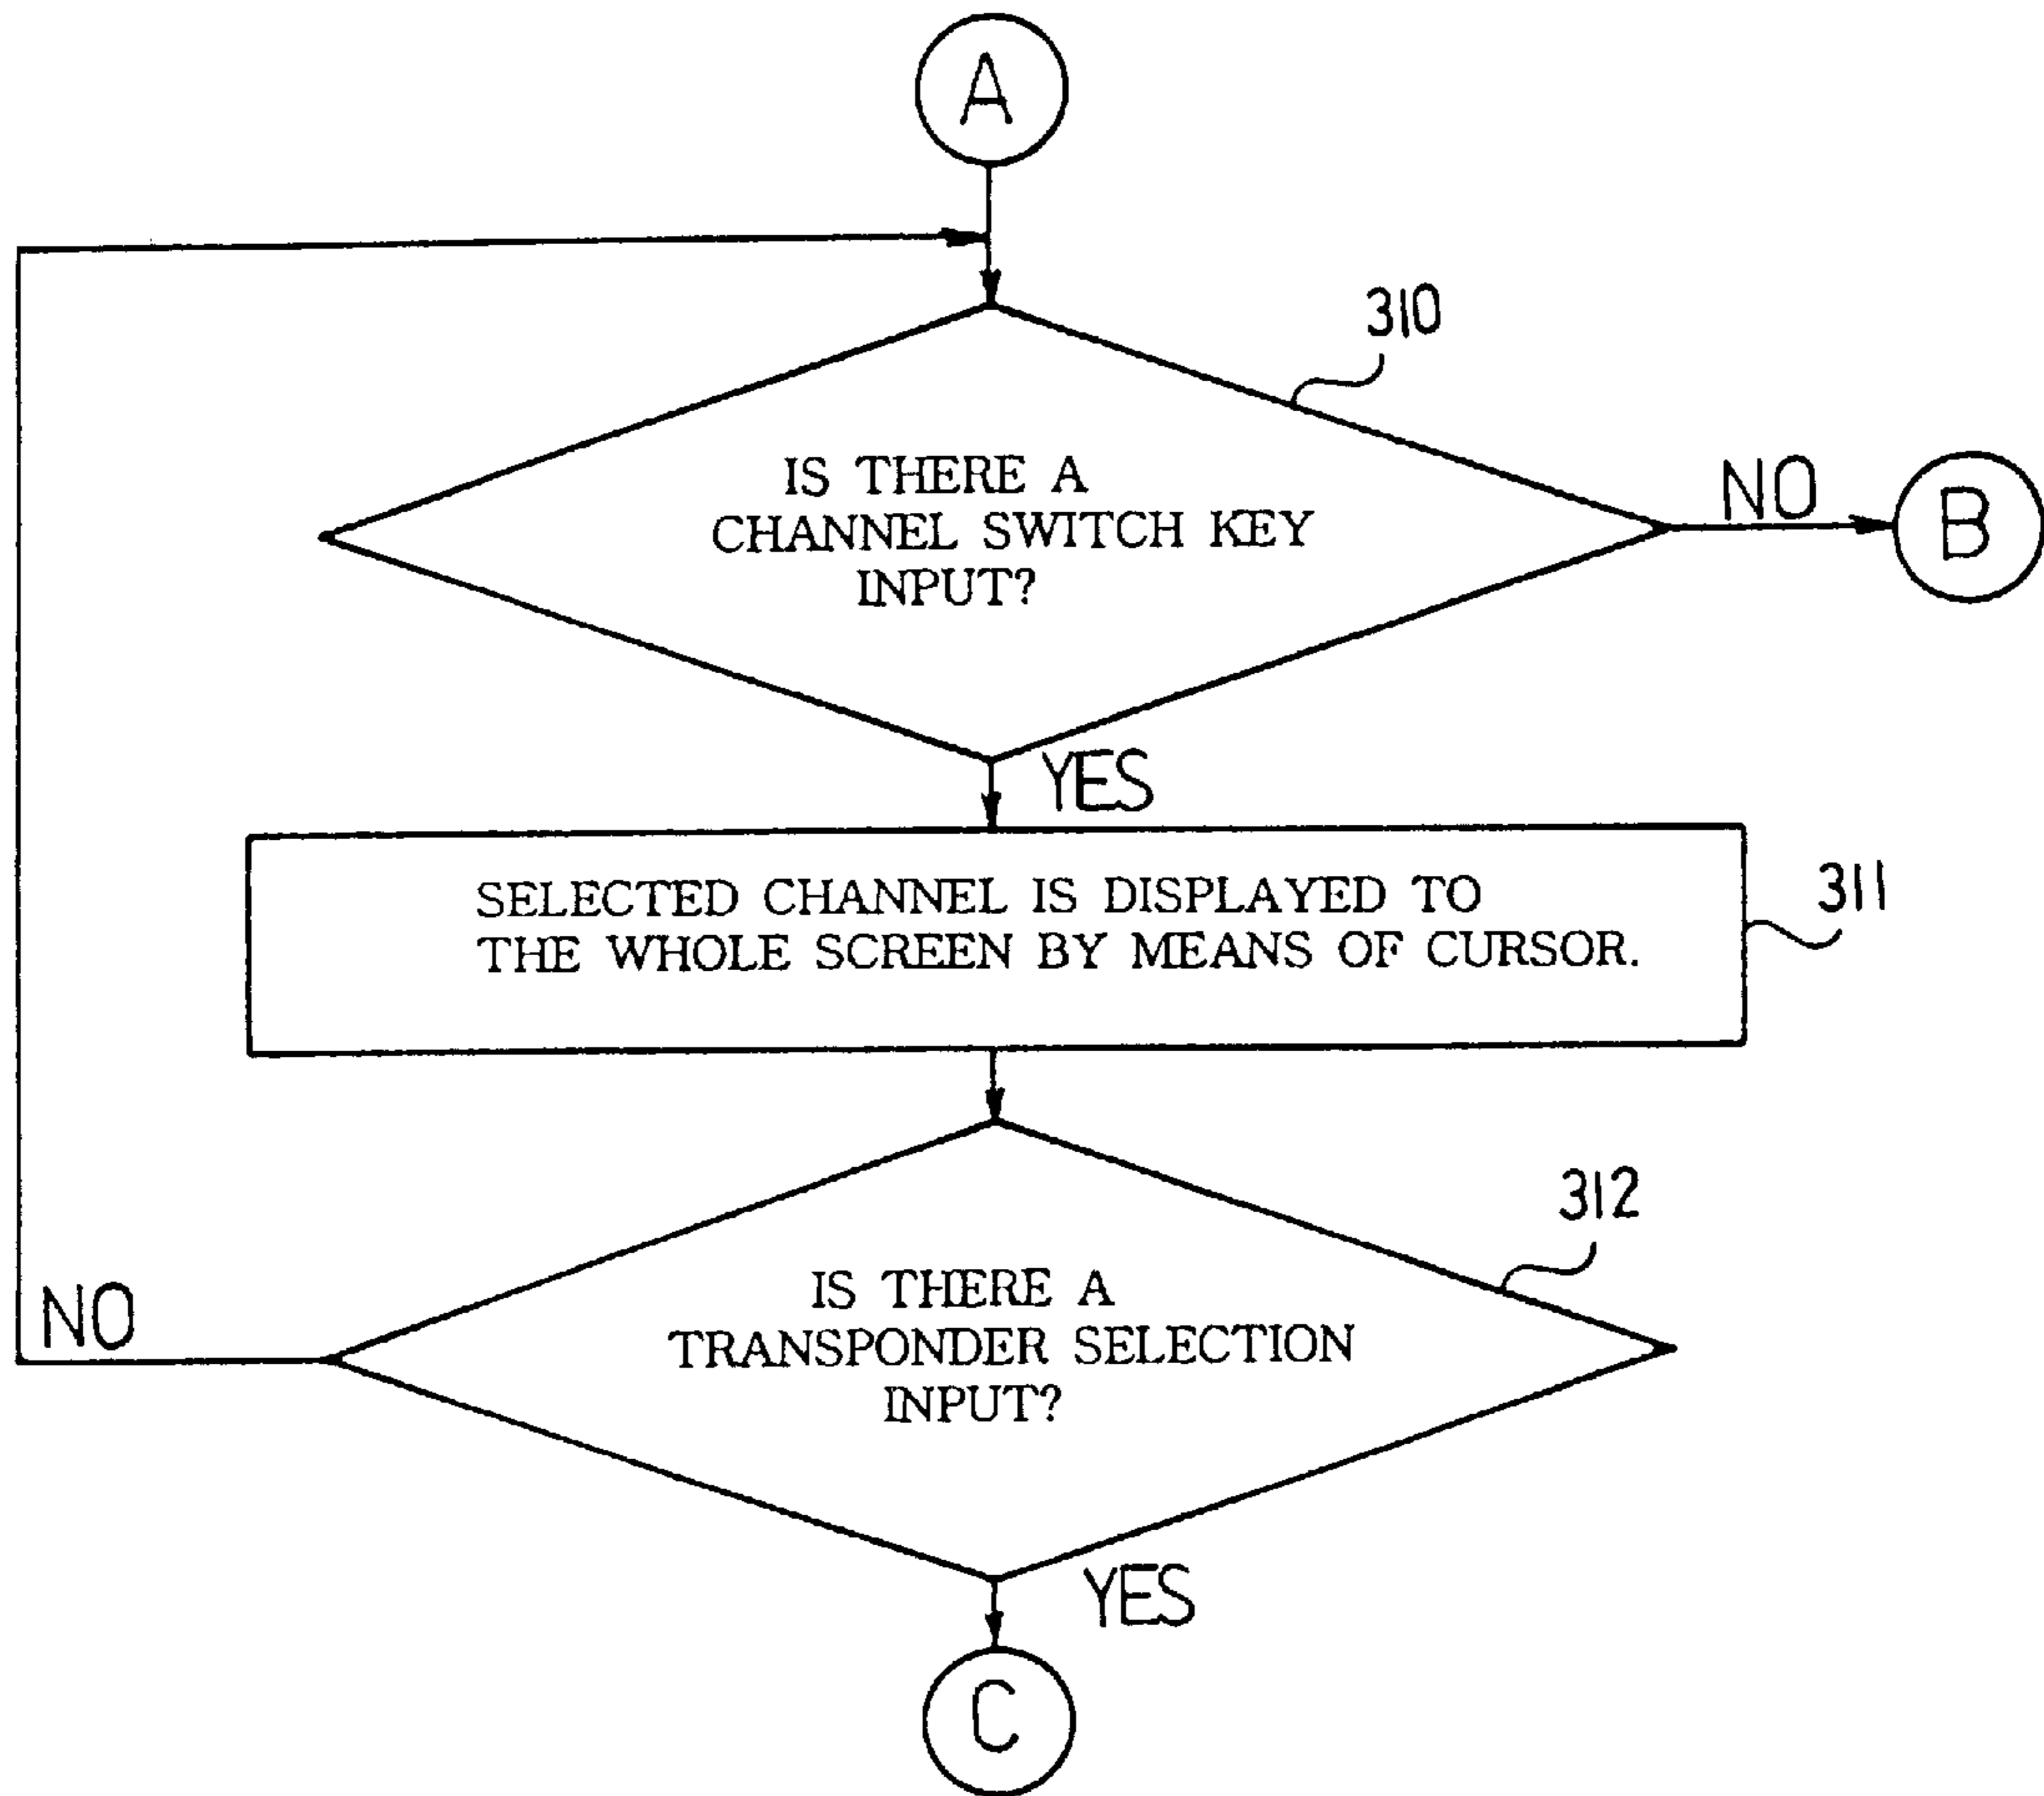 A
310
IS THERE A
CHANNEL SWITCH KEY
INPUT?
NO
B
YES
SELECTED CHANNEL IS DISPLAYED TO
THE WHOLE SCREEN BY MEANS OF CURSOR.
311
312
IS THERE A
TRANSPONDER SELECTION
INPUT?
NO
YES
C